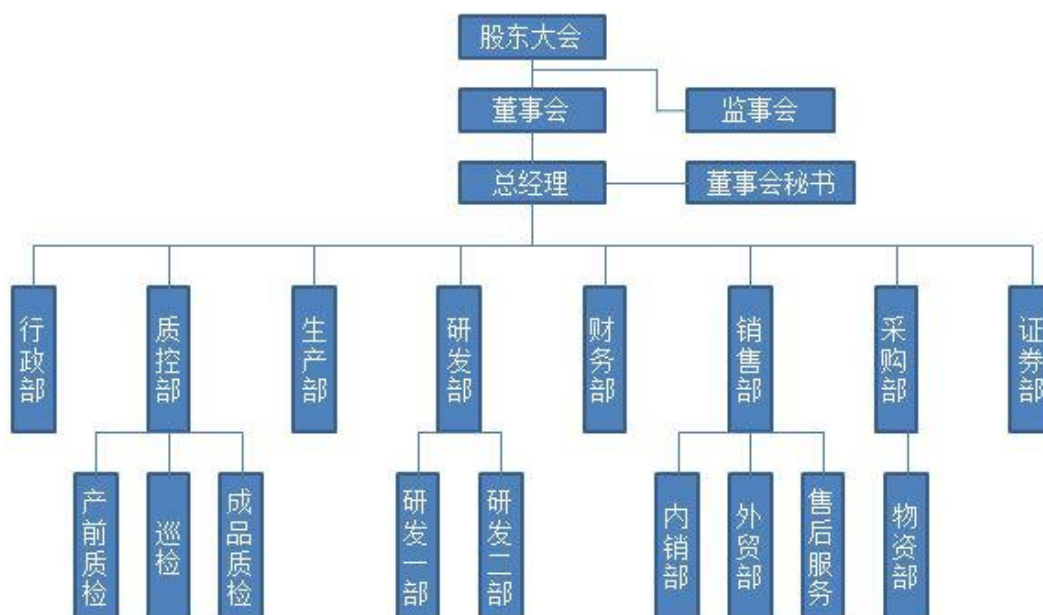 股东大会
董事会
监事会
总经理
董事会秘书
行政部
质控部
生产部
研发部
财务部
销售部
采购部
证券部
产前质检
巡检
成品质检
研发一部
研发二部
内销部
外贸部
售后服务
物资部